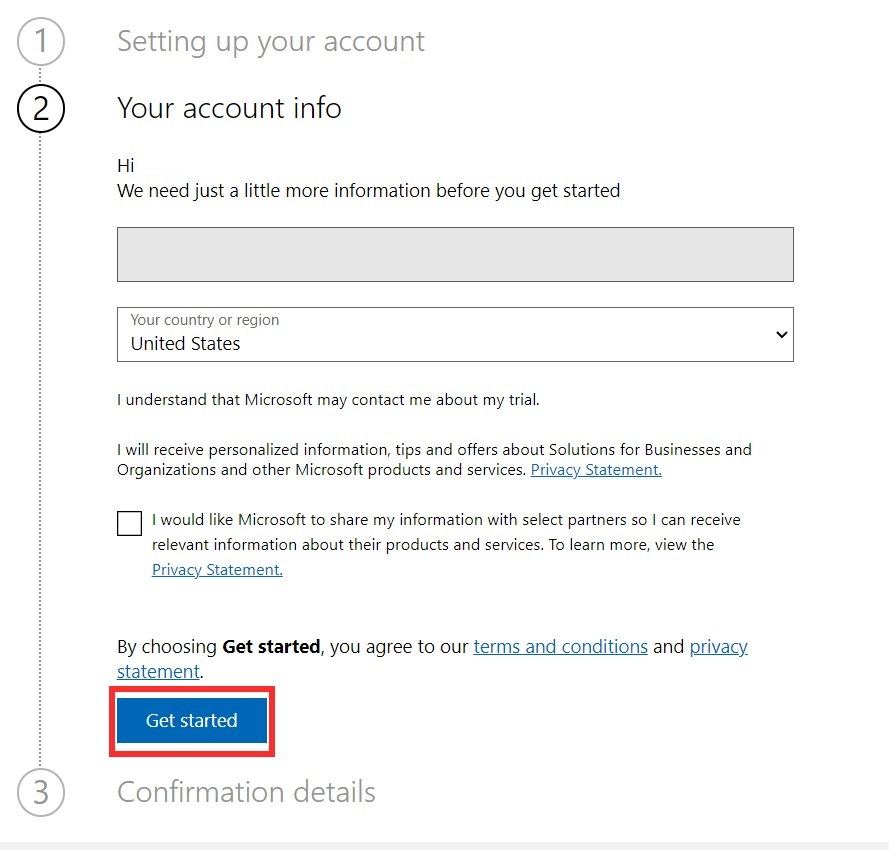 1 Setting up your account
2 Your account info
Hi
We need just a little more information before you get started
Your country or region
United States
I understand that Microsoft may contact me about my trial.
I will receive personalized information, tips and offers about Solutions for Businesses and
Organizations and other Microsoft products and services. Privacy Statement.
I would like Microsoft to share my information with select partners so I can receive
relevant information about their products and services. To learn more, view the
Privacy Statement.
By choosing Get started, you agree to our terms and conditions and privacy
statement.
Get started
3 Confirmation details